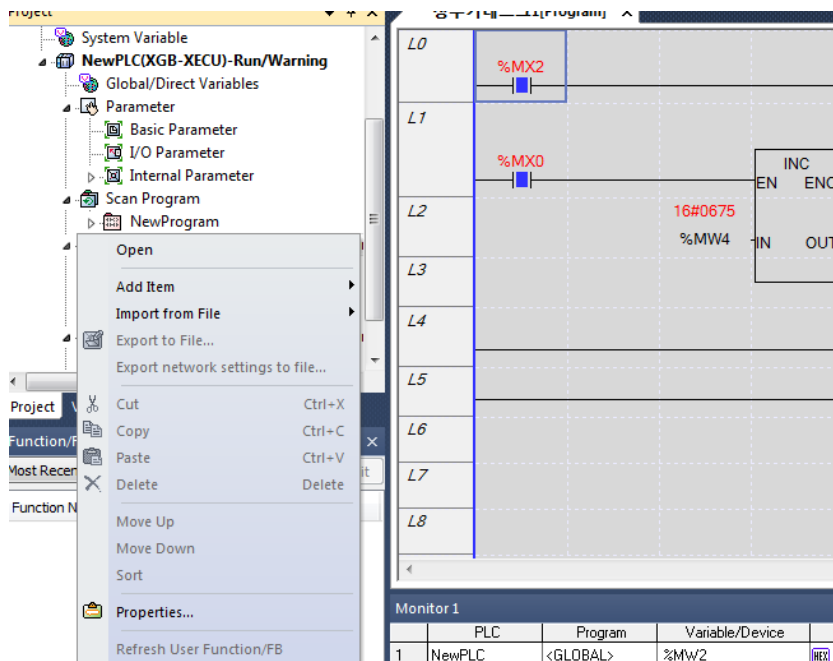 System Variable
NewPLC(XGB-XECU)-Run/Warning
Global/Direct Variables
Parameter
Basic Parameter
I/O Parameter
Internal Parameter
Scan Program
NewProgram
Open
Add Item
Import from File
Export to File...
Export network settings to file...
Cut Ctrl+X
Copy Ctrl+C
Paste Ctrl+V
Delete Delete
Move Up
Move Down
Sort
Properties...
Refresh User Function/FB
Project
Function/F
Most Recen
it
Function N
[Program]
L0
%MX2
L1
%MX0
INC
EN ENO
L2
16#0675
%MW4 IN OUT
L3
L4
L5
L6
L7
L8
Monitor 1
PLC Program Variable/Device
1 NewPLC <GLOBAL> %MW2 HEX